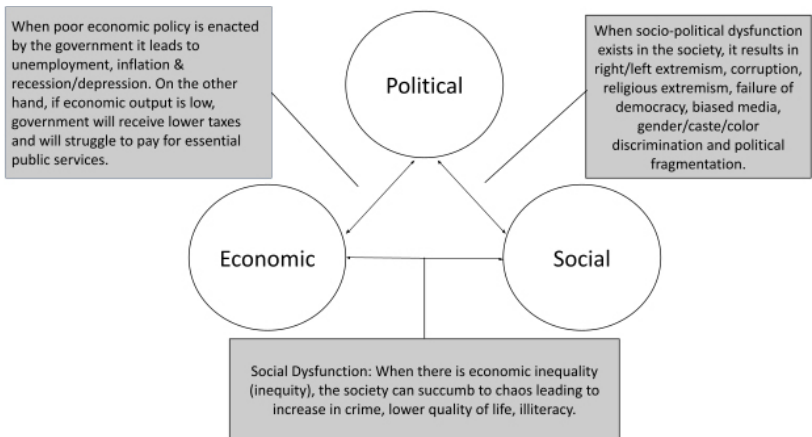 When poor economic policy is enacted
by the government it leads to
unemployment, inflation &
recession/depression. On the other
hand, if economic output is low,
government will receive lower taxes
and will struggle to pay for essential
public services.
Political
When socio-political dysfunction
exists in the society, it results in
right/left extremism, corruption,
religious extremism, failure of
democracy, biased media,
gender/caste/color
discrimination and political
fragmentation.
Economic
Social
Social Dysfunction: When there is economic inequality
(inequity), the society can succumb to chaos leading to
increase in crime, lower quality of life, illiteracy.